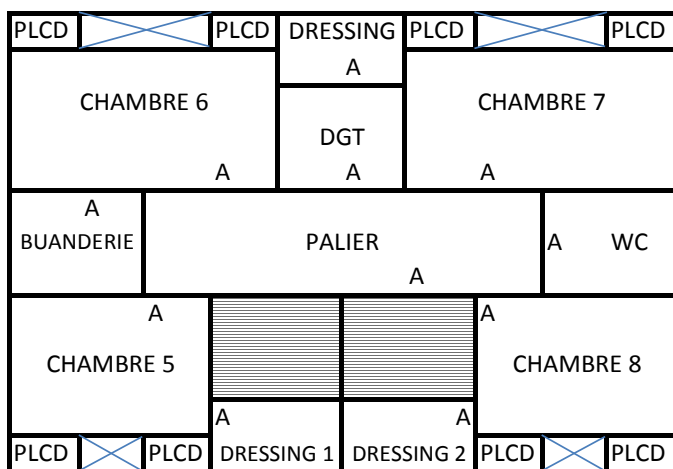 PLCD PLCD DRESSING PLCD PLCD
A
CHAMBRE 6 CHAMBRE 7
DGT
A A A
A
BUANDERIE PALIER A WC
A
A A
CHAMBRE 5 CHAMBRE 8
A A
PLCD PLCD DRESSING 1 DRESSING 2 PLCD PLCD